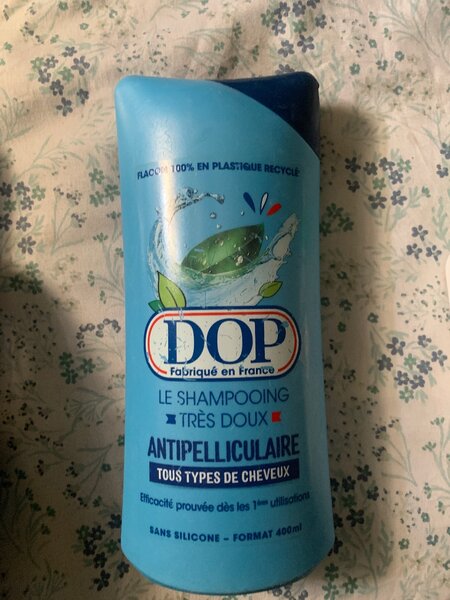 FLACON 100% EN PLASTIQUE RECYCLÉ
DOP
Fabriqué en France
LE SHAMPOOING
TRÈS DOUX
ANTIPELLICULAIRE
TOUS TYPES DE CHEVEUX
Efficacité prouvée dès les 1ères utilisations
SANS SILICONE – FORMAT 400ml